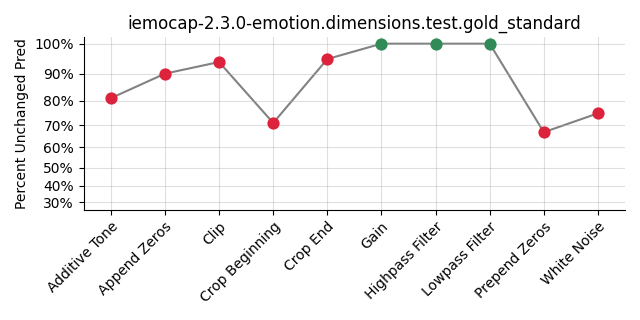 iemocap-2.3.0-emotion.dimensions.test.gold_standard
Percent Unchanged Pred
100%
90%
80%
70%
60%
50%
40%
30%
Additive Tone
Append Zeros
Clip
Crop Beginning
Crop End
Gain
Highpass Filter
Lowpass Filter
Prepend Zeros
White Noise